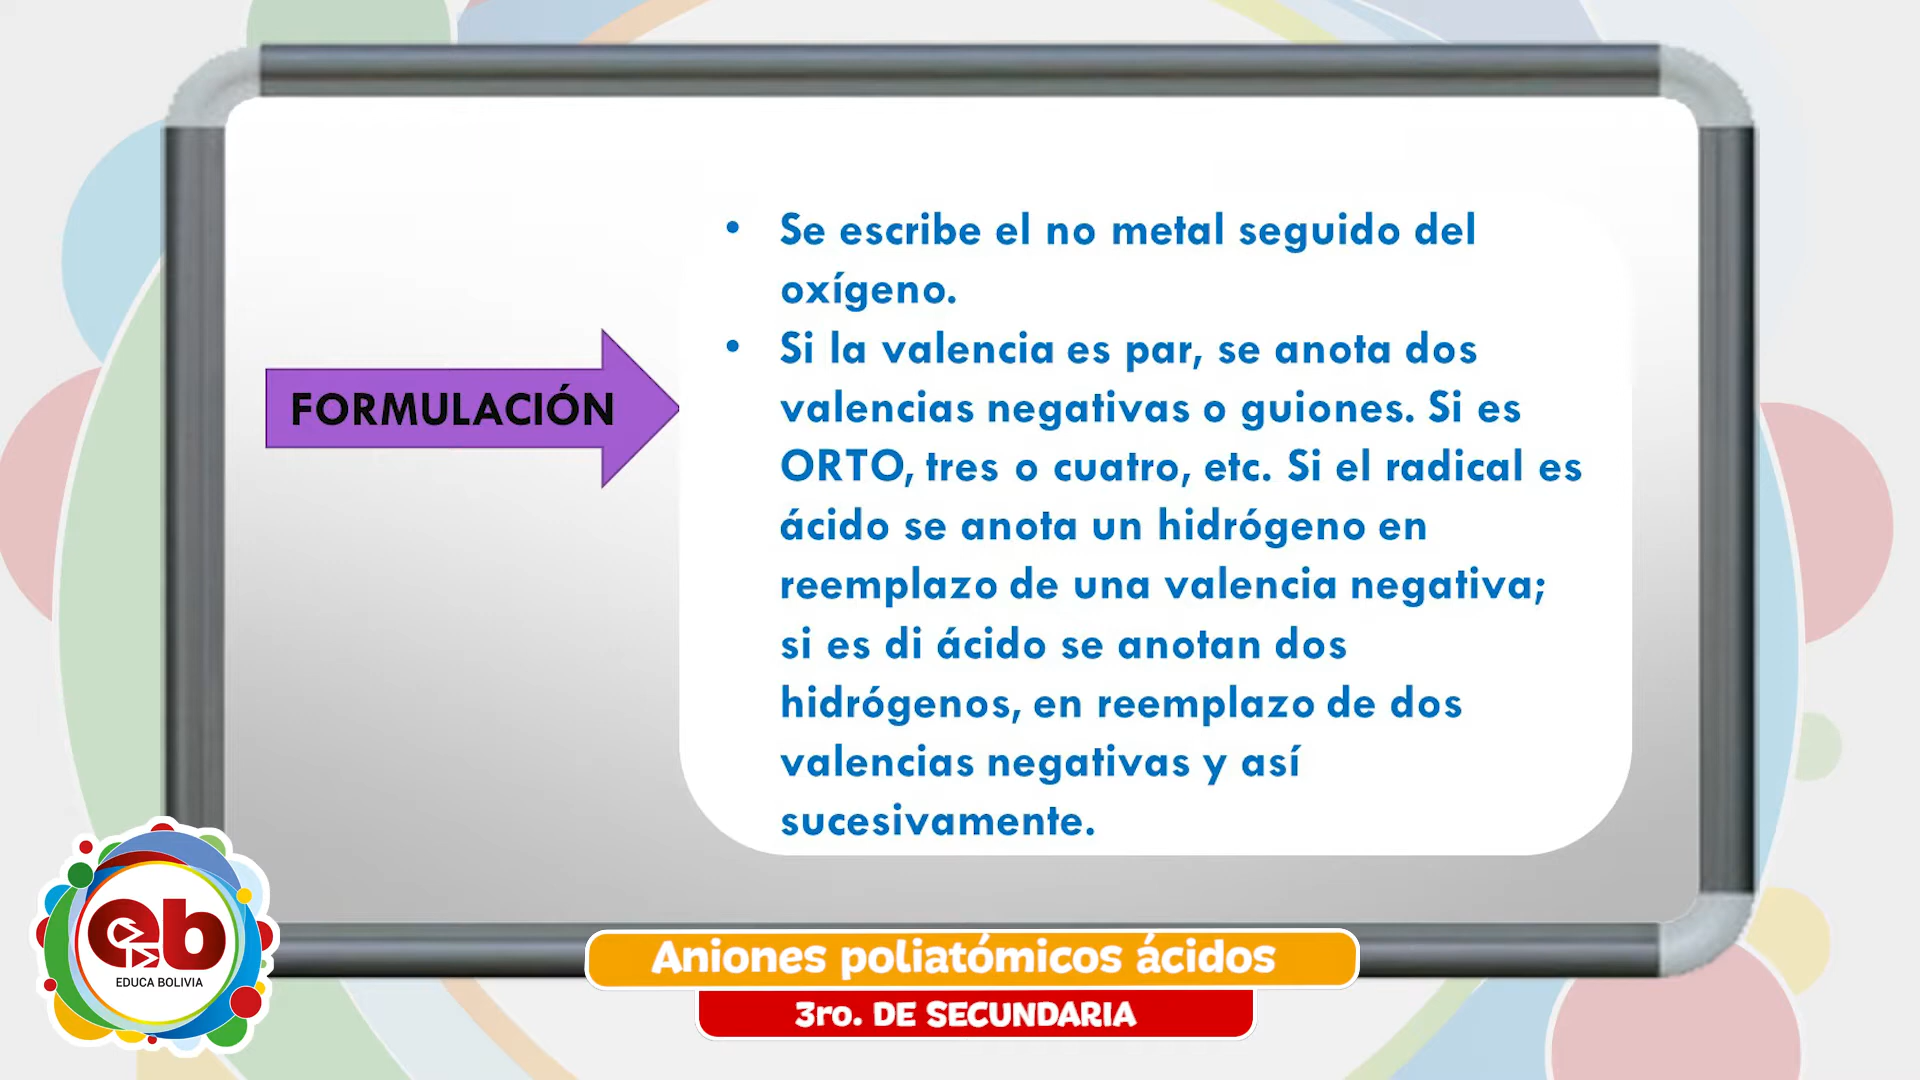 FORMULACIÓN
• Se escribe el no metal seguido del
oxígeno.
• Si la valencia es par, se anota dos
valencias negativas o guiones. Si es
ORTO, tres o cuatro, etc. Si el radical es
ácido se anota un hidrógeno en
reemplazo de una valencia negativa;
si es di ácido se anotan dos
hidrógenos, en reemplazo de dos
valencias negativas y así
sucesivamente.
eb
EDUCA BOLIVIA
Aniones poliatómicos ácidos
3ro. DE SECUNDARIA